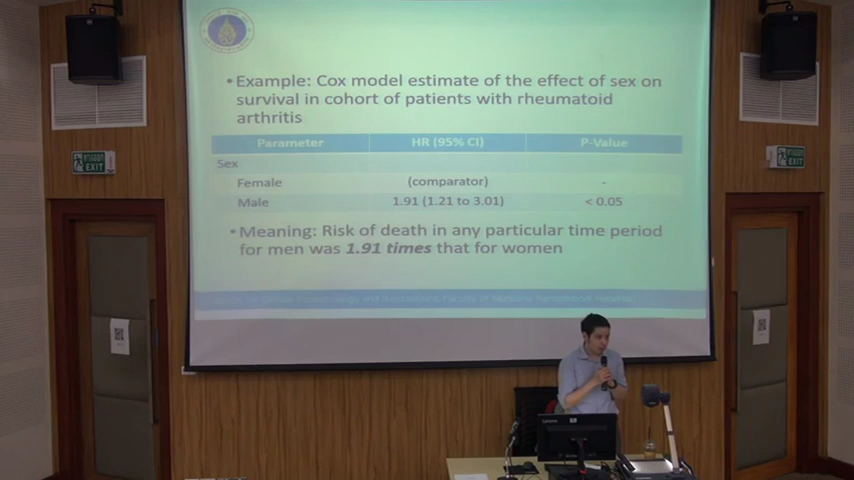 • Example: Cox model estimate of the effect of sex on
survival in cohort of patients with rheumatoid
arthritis
Parameter HR (95% CI) P-Value
Sex
Female (comparator) -
Male 1.91 (1.21 to 3.01) < 0.05
• Meaning: Risk of death in any particular time period
for men was 1.91 times that for women
EXIT
EXIT
Lenovo